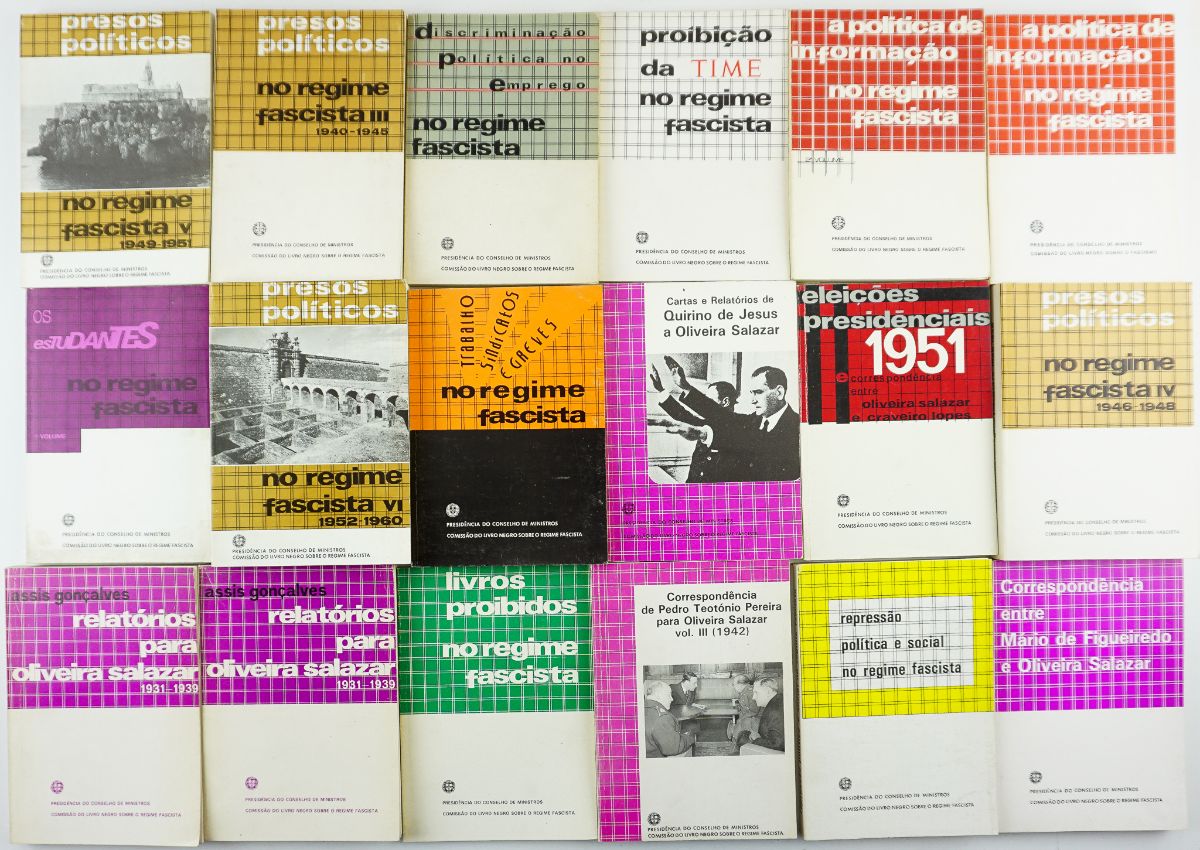 presos
políticos
no regime
fascista V
1949-1951
PRESIDÊNCIA DO CONSELHO DE MINISTROS
COMISSÃO DO LIVRO NEGRO SOBRE O REGIME FASCISTA
presos
políticos
no regime
fascista III
1940-1945
PRESIDÊNCIA DO CONSELHO DE MINISTROS
COMISSÃO DO LIVRO NEGRO SOBRE O REGIME FASCISTA
discriminação
política no
emprego
no regime
fascista
PRESIDÊNCIA DO CONSELHO DE MINISTROS
COMISSÃO DO LIVRO NEGRO SOBRE O REGIME FASCISTA
proibição
da TIME
no regime
fascista
PRESIDÊNCIA DO CONSELHO DE MINISTROS
COMISSÃO DO LIVRO NEGRO SOBRE O REGIME FASCISTA
a política de
informação
no regime
fascista
VOLUME
PRESIDÊNCIA DO CONSELHO DE MINISTROS
COMISSÃO DO LIVRO NEGRO SOBRE O REGIME FASCISTA
a política de
informação
no regime
fascista
PRESIDÊNCIA DO CONSELHO DE MINISTROS
COMISSÃO DO LIVRO NEGRO SOBRE O REGIME FASCISTA
os
esTUDANTES
no regime
fascista
VOLUME
PRESIDÊNCIA DO CONSELHO DE MINISTROS
COMISSÃO DO LIVRO NEGRO SOBRE O REGIME FASCISTA
presos
políticos
no regime
fascista VI
1952-1960
PRESIDÊNCIA DO CONSELHO DE MINISTROS
COMISSÃO DO LIVRO NEGRO SOBRE O REGIME FASCISTA
TRABALHO
SINDICATOS
E GREVES
no regime
fascista
PRESIDÊNCIA DO CONSELHO DE MINISTROS
COMISSÃO DO LIVRO NEGRO SOBRE O REGIME FASCISTA
Cartas e Relatórios de
Quirino de Jesus
a Oliveira Salazar
PRESIDÊNCIA DO CONSELHO DE MINISTROS
COMISSÃO DO LIVRO NEGRO SOBRE O REGIME FASCISTA
eleições
presidênciais
1951
e correspondência
entre
oliveira salazar
e craveiro lopes
PRESIDÊNCIA DO CONSELHO DE MINISTROS
COMISSÃO DO LIVRO NEGRO SOBRE O REGIME FASCISTA
presos
políticos
no regime
fascista IV
1946-1948
PRESIDÊNCIA DO CONSELHO DE MINISTROS
COMISSÃO DO LIVRO NEGRO SOBRE O REGIME FASCISTA
assis gonçalves
relatórios
para
oliveira salazar
1931-1939
PRESIDÊNCIA DO CONSELHO DE MINISTROS
COMISSÃO DO LIVRO NEGRO SOBRE O REGIME FASCISTA
assis gonçalves
relatórios
para
oliveira salazar
1931-1939
PRESIDÊNCIA DO CONSELHO DE MINISTROS
COMISSÃO DO LIVRO NEGRO SOBRE O REGIME FASCISTA
livros
proibidos
no regime
fascista
PRESIDÊNCIA DO CONSELHO DE MINISTROS
COMISSÃO DO LIVRO NEGRO SOBRE O REGIME FASCISTA
Correspondência
de Pedro Teotónio Pereira
para Oliveira Salazar
vol. III (1942)
PRESIDÊNCIA DO CONSELHO DE MINISTROS
COMISSÃO DO LIVRO NEGRO SOBRE O REGIME FASCISTA.
repressão
política e social
no regime fascista
PRESIDÊNCIA DO CONSELHO DE MINISTROS
COMISSÃO DO LIVRO NEGRO SOBRE O REGIME FASCISTA
Correspondência
entre
Mário de Figueiredo
e Oliveira Salazar
PRESIDÊNCIA DO CONSELHO DE MINISTROS
COMISSÃO DO LIVRO NEGRO SOBRE O REGIME FASCISTA